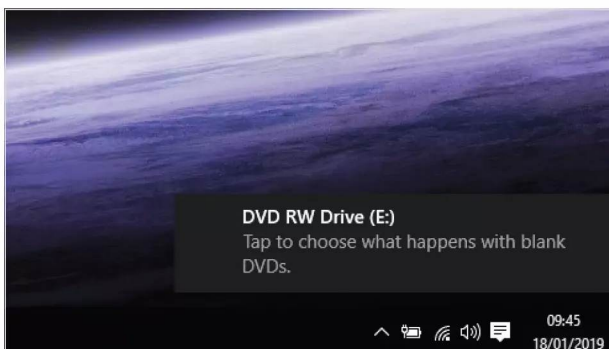 DVD RW Drive (E:)
Tap to choose what happens with blank
DVDs.
09:45
18/01/2019